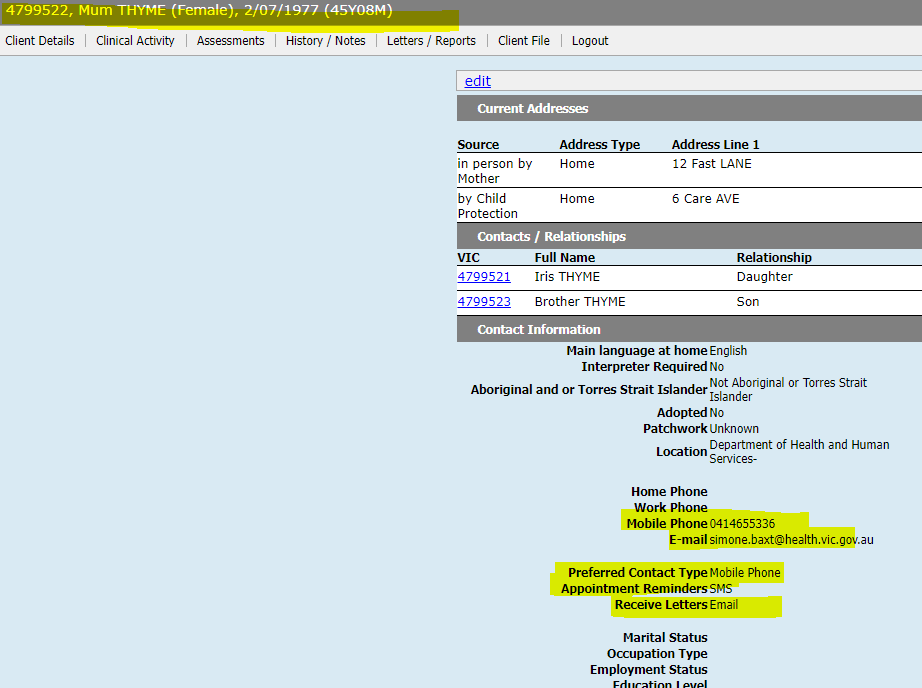 4799522, Mum THYME (Female), 2/07/1977 (45Y08M)
Client Details Clinical Activity Assessments History / Notes Letters / Reports Client File Logout
edit
Current Addresses
Source Address Type Address Line 1
in person by Mother Home 12 Fast LANE
by Child Protection Home 6 Care AVE
Contacts / Relationships
VIC Full Name Relationship
4799521 Iris THYME Daughter
4799523 Brother THYME Son
Contact Information
Main language at home English
Interpreter Required No
Aboriginal and or Torres Strait Islander Not Aboriginal or Torres Strait Islander
Adopted No
Patchwork Unknown
Location Department of Health and Human Services-
Home Phone
Work Phone
Mobile Phone 0414655336
E-mail simone.baxt@health.vic.gov.au
Preferred Contact Type Mobile Phone
Appointment Reminders SMS
Receive Letters Email
Marital Status
Occupation Type
Employment Status
Education Level